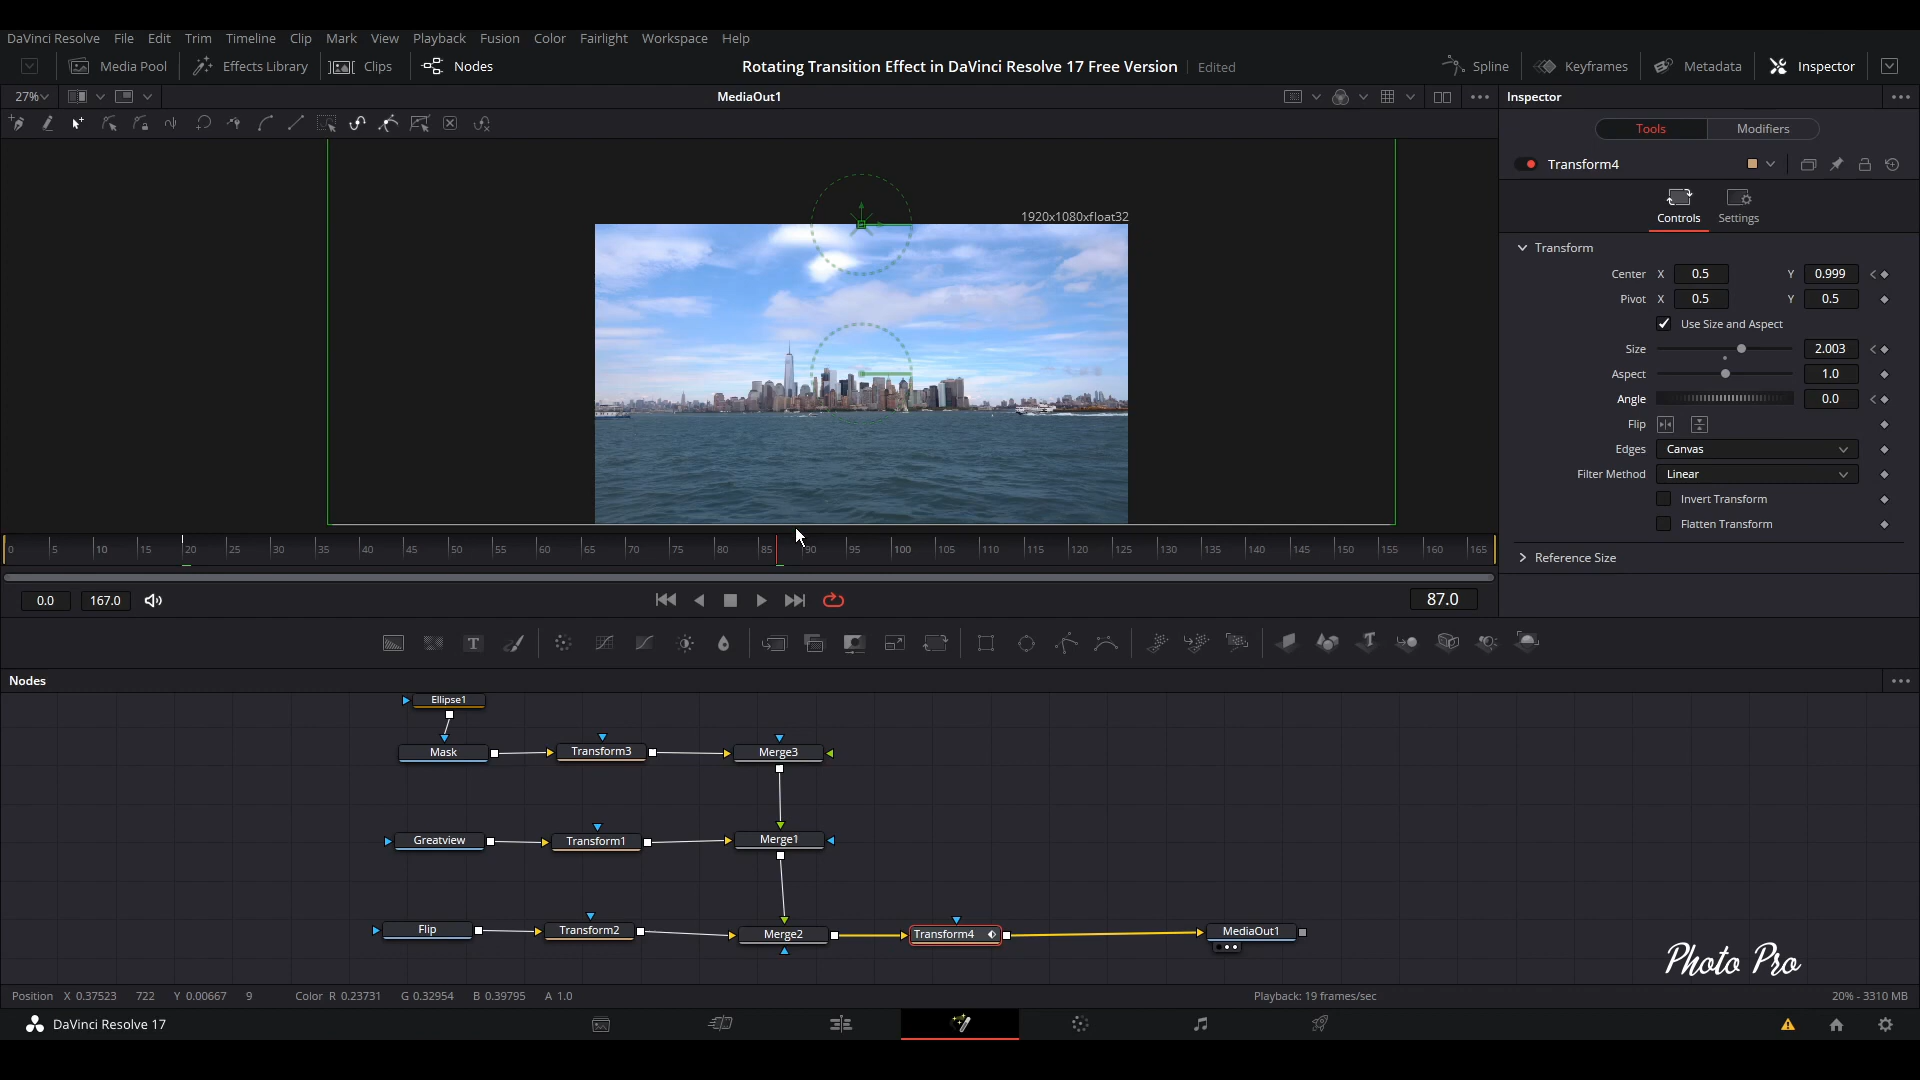 DaVinci Resolve File Edit Trim Timeline Clip Mark View Playback Fusion Color Fairlight Workspace Help
Media Pool Effects Library Clips Nodes Rotating Transition Effect in DaVinci Resolve 17 Free Version Edited Spline Keyframes Metadata Inspector
27% MediaOut1 Inspector
Tools Modifiers
Transform4
Controls Settings
1920x1080xfloat32
Transform
Center X 0.5 Y 0.999
Pivot X 0.5 Y 0.5
Use Size and Aspect
Size 2.003
Aspect 1.0
Angle 0.0
Flip
Edges Canvas
Filter Method Linear
Invert Transform
Flatten Transform
Reference Size
0 5 10 15 20 25 30 35 40 45 50 55 60 65 70 75 80 85 90 95 100 105 110 115 120 125 130 135 140 145 150 155 160 165
0.0 167.0 87.0
Nodes
Ellipse1
Mask Transform3 Merge3
Greatview Transform1 Merge1
Flip Transform2 Merge2 Transform4 MediaOut1
Photo Pro
Position X 0.37523 722 Y 0.00667 9 Color R 0.23731 G 0.32954 B 0.39795 A 1.0 Playback: 19 frames/sec 20% - 3310 MB
DaVinci Resolve 17